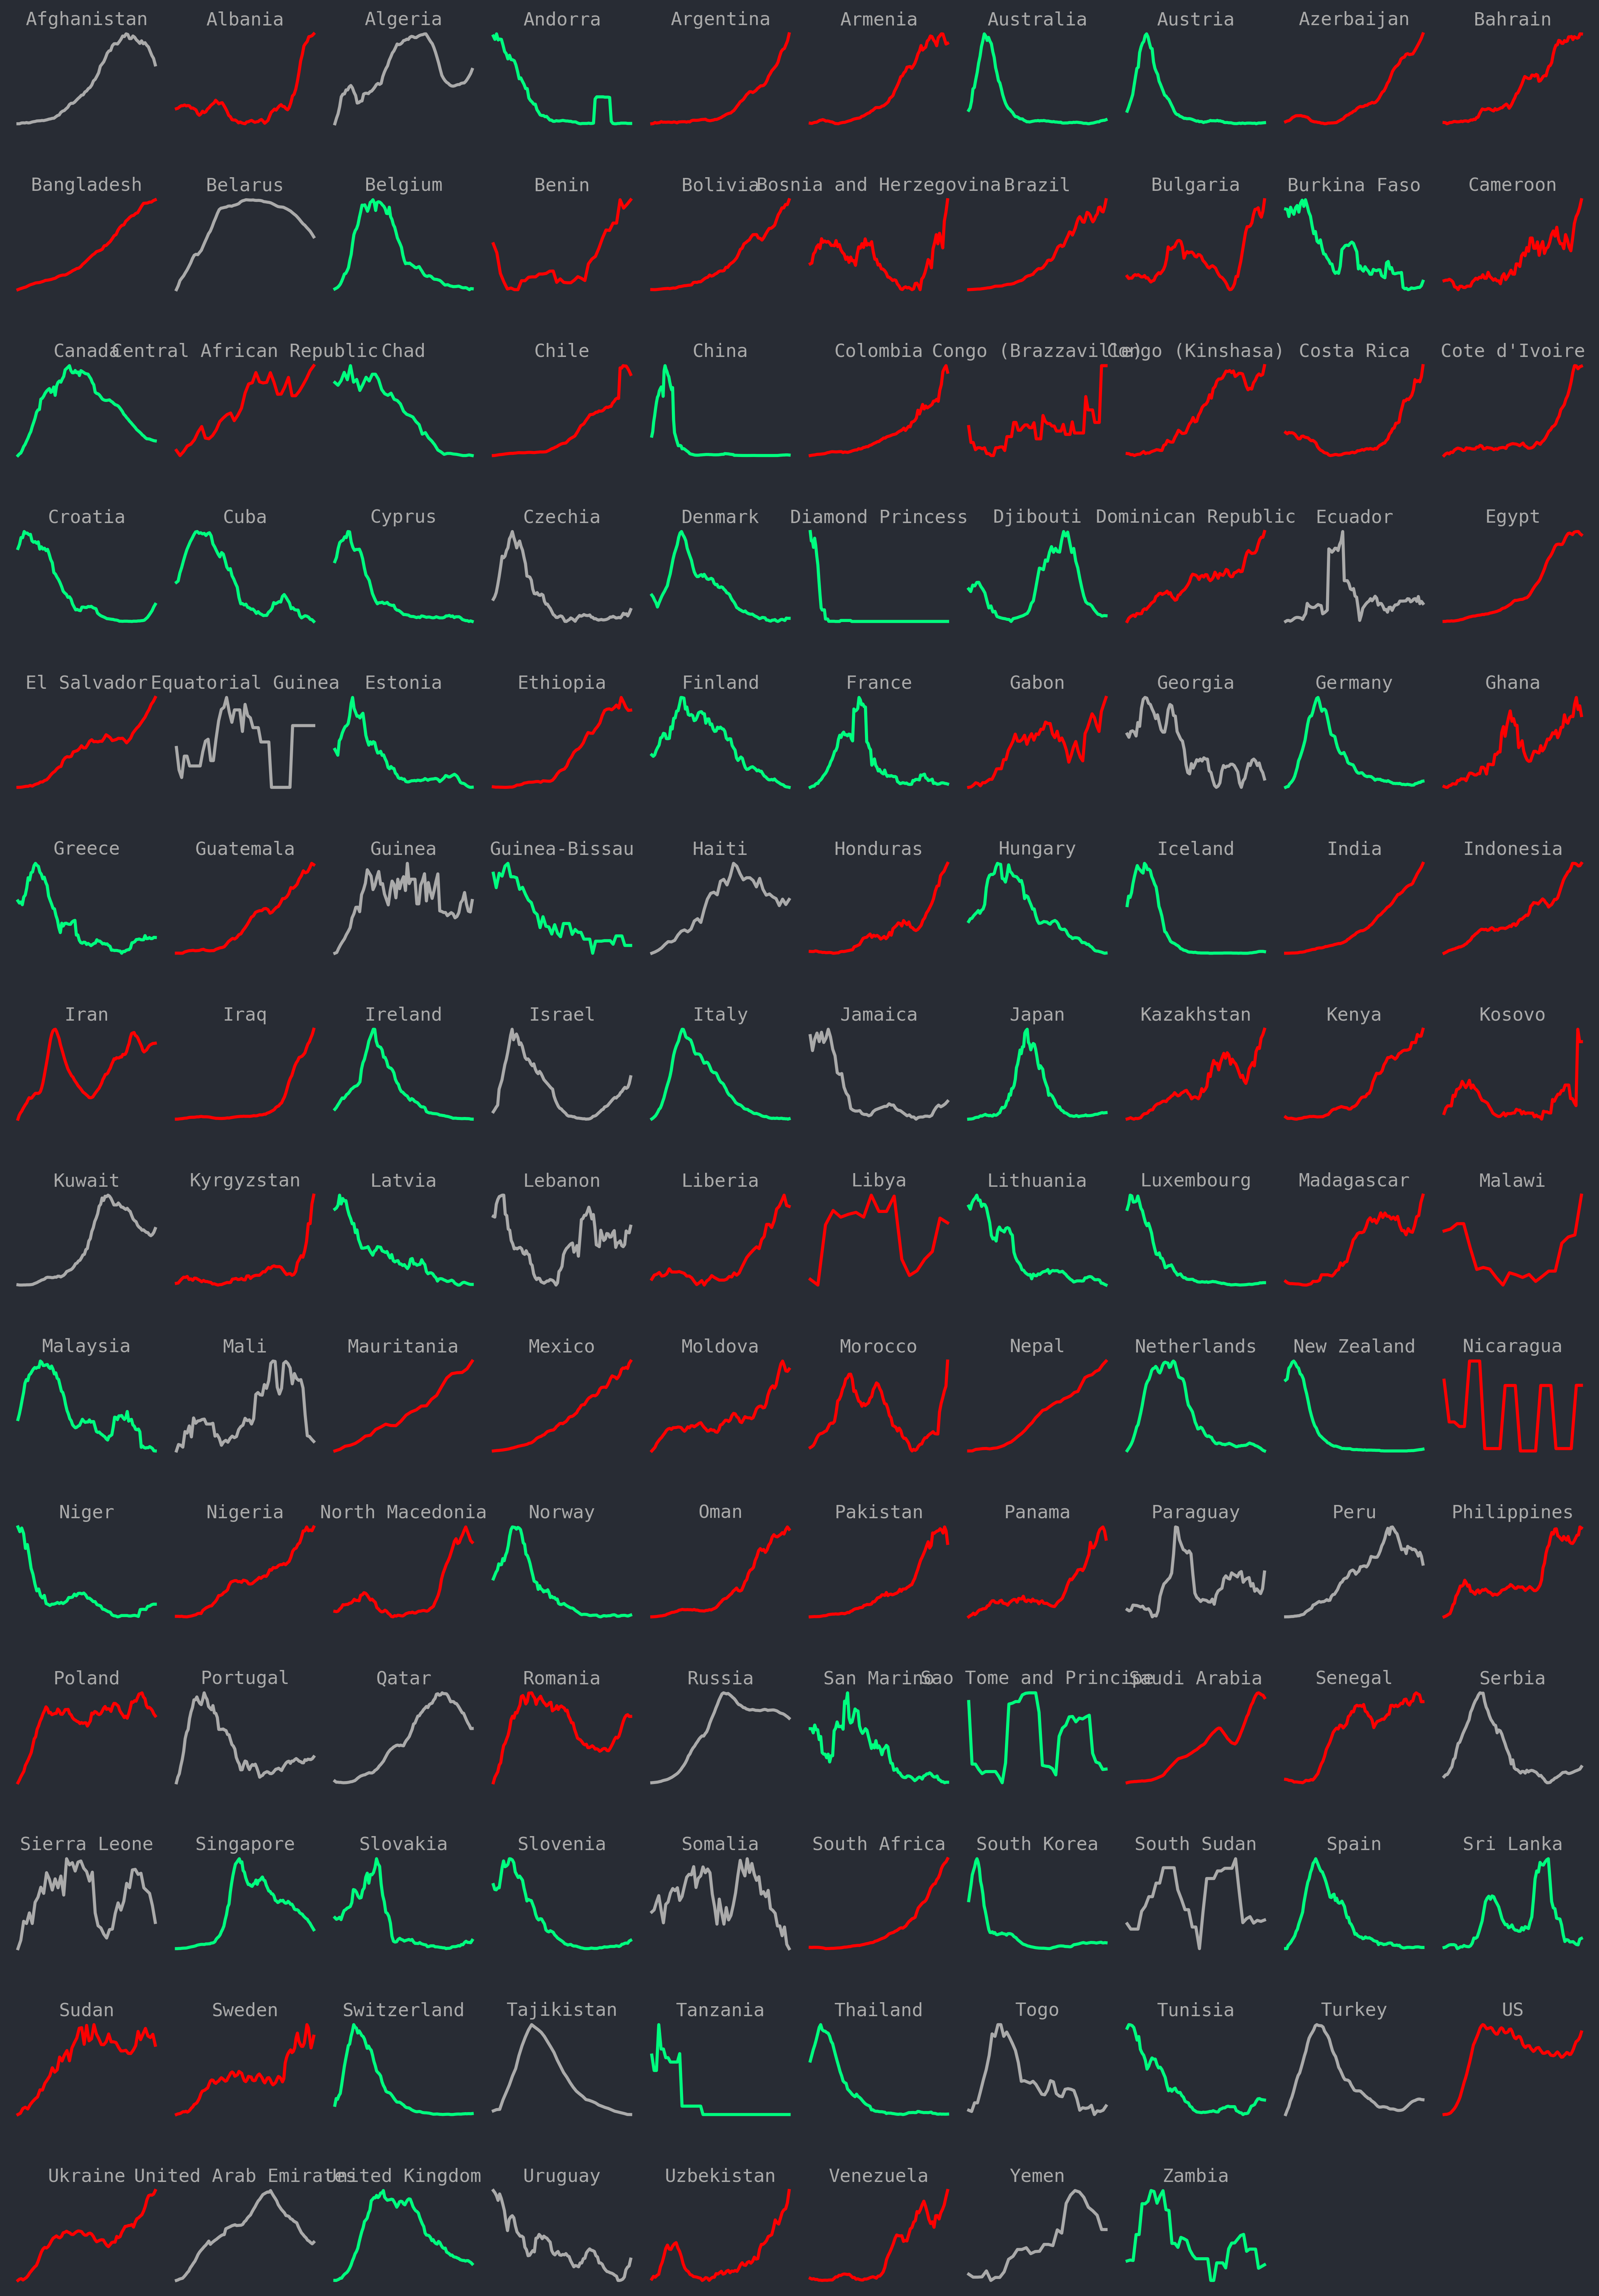 Afghanistan Albania Algeria Andorra Argentina Armenia Australia Austria Azerbaijan Bahrain
Bangladesh Belarus Belgium Benin Bolivia Bosnia and Herzegovina Brazil Bulgaria Burkina Faso Cameroon
Canada Central African Republic Chad Chile China Colombia Congo (Brazzaville) Congo (Kinshasa) Costa Rica Cote d'Ivoire
Croatia Cuba Cyprus Czechia Denmark Diamond Princess Djibouti Dominican Republic Ecuador Egypt
El Salvador Equatorial Guinea Estonia Ethiopia Finland France Gabon Georgia Germany Ghana
Greece Guatemala Guinea Guinea-Bissau Haiti Honduras Hungary Iceland India Indonesia
Iran Iraq Ireland Israel Italy Jamaica Japan Kazakhstan Kenya Kosovo
Kuwait Kyrgyzstan Latvia Lebanon Liberia Libya Lithuania Luxembourg Madagascar Malawi
Malaysia Mali Mauritania Mexico Moldova Morocco Nepal Netherlands New Zealand Nicaragua
Niger Nigeria North Macedonia Norway Oman Pakistan Panama Paraguay Peru Philippines
Poland Portugal Qatar Romania Russia San Marino Sao Tome and Principe Saudi Arabia Senegal Serbia
Sierra Leone Singapore Slovakia Slovenia Somalia South Africa South Korea South Sudan Spain Sri Lanka
Sudan Sweden Switzerland Tajikistan Tanzania Thailand Togo Tunisia Turkey US
Ukraine United Arab Emirates United Kingdom Uruguay Uzbekistan Venezuela Yemen Zambia